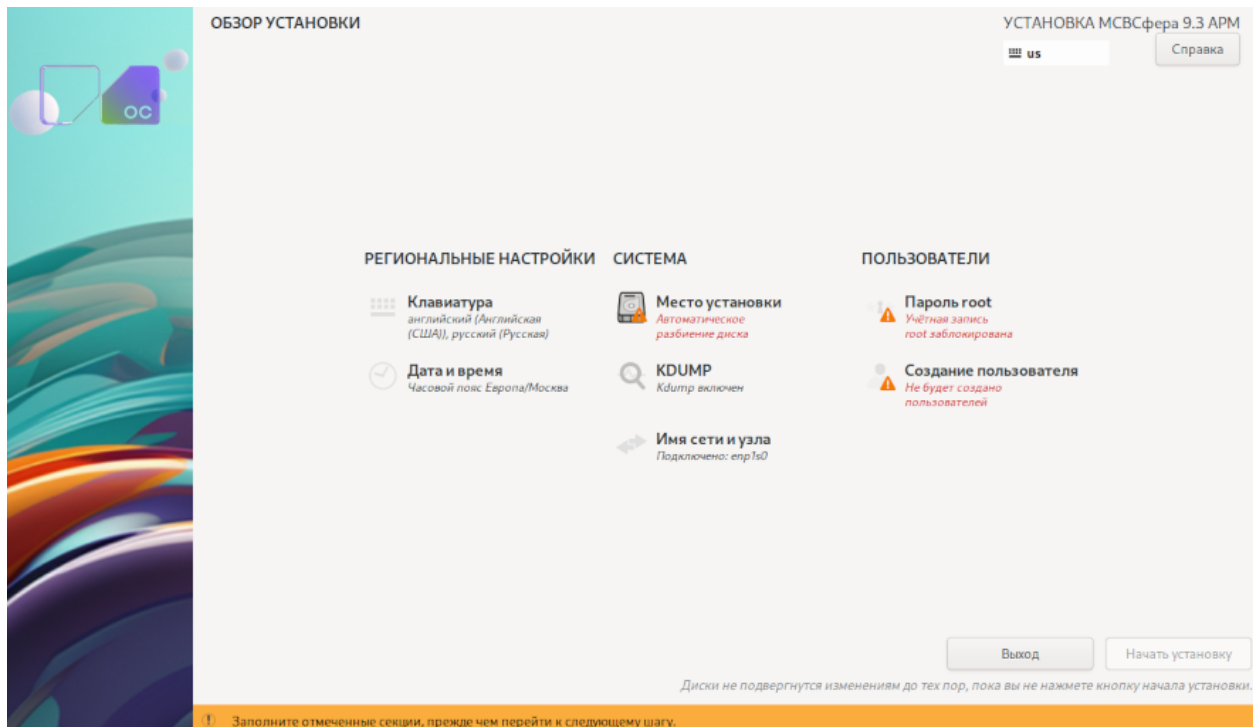 ОБЗОР УСТАНОВКИ
УСТАНОВКА МСВСфера 9.3 АРМ
us
Справка
ОС
РЕГИОНАЛЬНЫЕ НАСТРОЙКИ
Клавиатура
английский (Английская
(США)), русский (Русская)
Дата и время
Часовой пояс Европа/Москва
СИСТЕМА
Место установки
Автоматическое
разбиение диска
KDUMP
Kdump включен
Имя сети и узла
Подключено: enp1s0
ПОЛЬЗОВАТЕЛИ
Пароль root
Учётная запись
root заблокирована
Создание пользователя
Не будет создано
пользователей
Выход
Начать установку
Диски не подвергнутся изменениям до тех пор, пока вы не нажмете кнопку начала установки.
Заполните отмеченные секции, прежде чем перейти к следующему шагу.